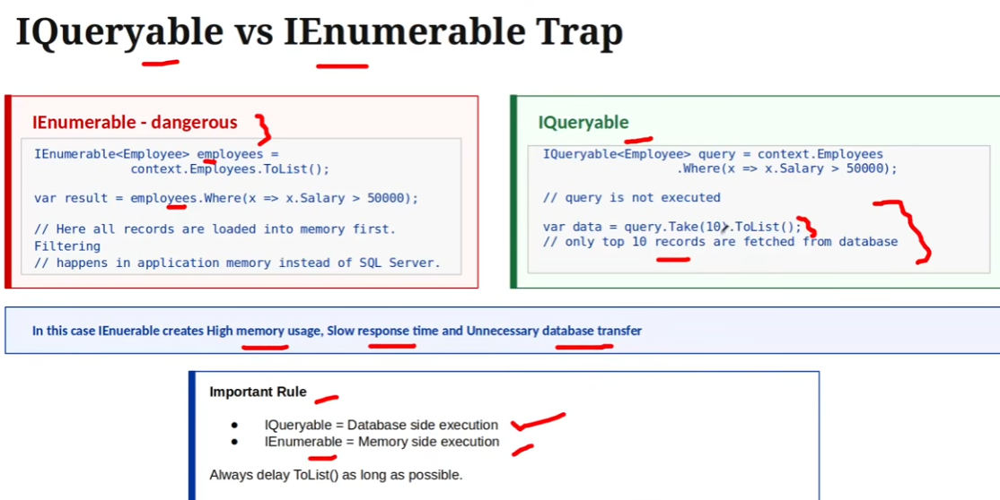 IQueryable vs IEnumerable Trap
IEnumerable - dangerous
IEnumerable<Employee> employees =
context.Employees.ToList();
var result = employees.Where(x => x.Salary > 50000);
// Here all records are loaded into memory first.
Filtering
// happens in application memory instead of SQL Server.
IQueryable
IQueryable<Employee> query = context.Employees
.Where(x => x.Salary > 50000);
// query is not executed
var data = query.Take(10).ToList();
// only top 10 records are fetched from database
In this case IEnuerable creates High memory usage, Slow response time and Unnecessary database transfer
Important Rule
● IQueryable = Database side execution
● IEnumerable = Memory side execution
Always delay ToList() as long as possible.